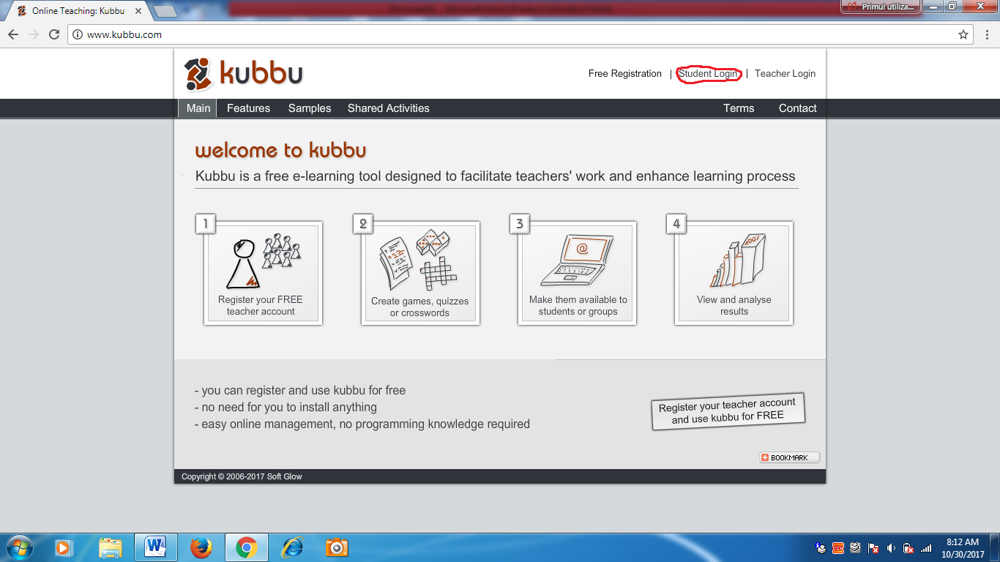 Online Teaching: Kubbu
Primul utiliza...
www.kubbu.com
kubbu
Free Registration | Student Login | Teacher Login
Main Features Samples Shared Activities Terms Contact
welcome to kubbu
Kubbu is a free e-learning tool designed to facilitate teachers' work and enhance learning process
1
@
Register your FREE
teacher account
2
Create games, quizzes
or crosswords
3
Make them available to
students or groups
4
100%
View and analyse
results
- you can register and use kubbu for free
- no need for you to install anything
- easy online management, no programming knowledge required
Register your teacher account
and use kubbu for FREE
BOOKMARK
Copyright © 2006-2017 Soft Glow
8:12 AM
10/30/2017